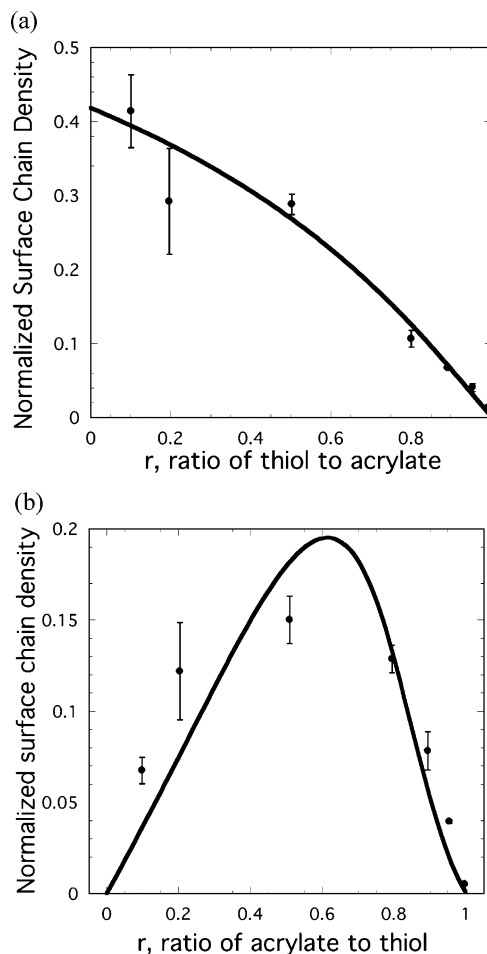 (a)
Normalized Surface Chain Density
0.5
0.4
0.3
0.2
0.1
0
0 0.2 0.4 0.6 0.8
r, ratio of thiol to acrylate
(b)
Normalized surface chain density
0.2
0.15
0.1
0.05
0
0 0.2 0.4 0.6 0.8 1
r, ratio of acrylate to thiol